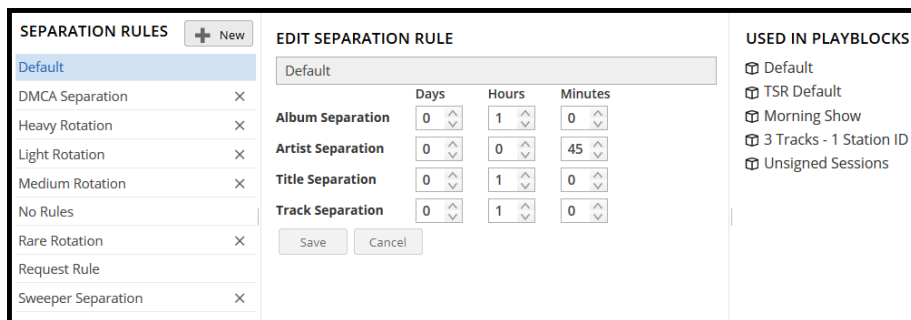 SEPARATION RULES
New
Default
DMCA Separation
Heavy Rotation
Light Rotation
Medium Rotation
No Rules
Rare Rotation
Request Rule
Sweeper Separation
EDIT SEPARATION RULE
Default
Days Hours Minutes
Album Separation 0 1 0
Artist Separation 0 0 45
Title Separation 0 1 0
Track Separation 0 1 0
Save Cancel
USED IN PLAYBLOCKS
Default
TSR Default
Morning Show
3 Tracks - 1 Station ID
Unsigned Sessions